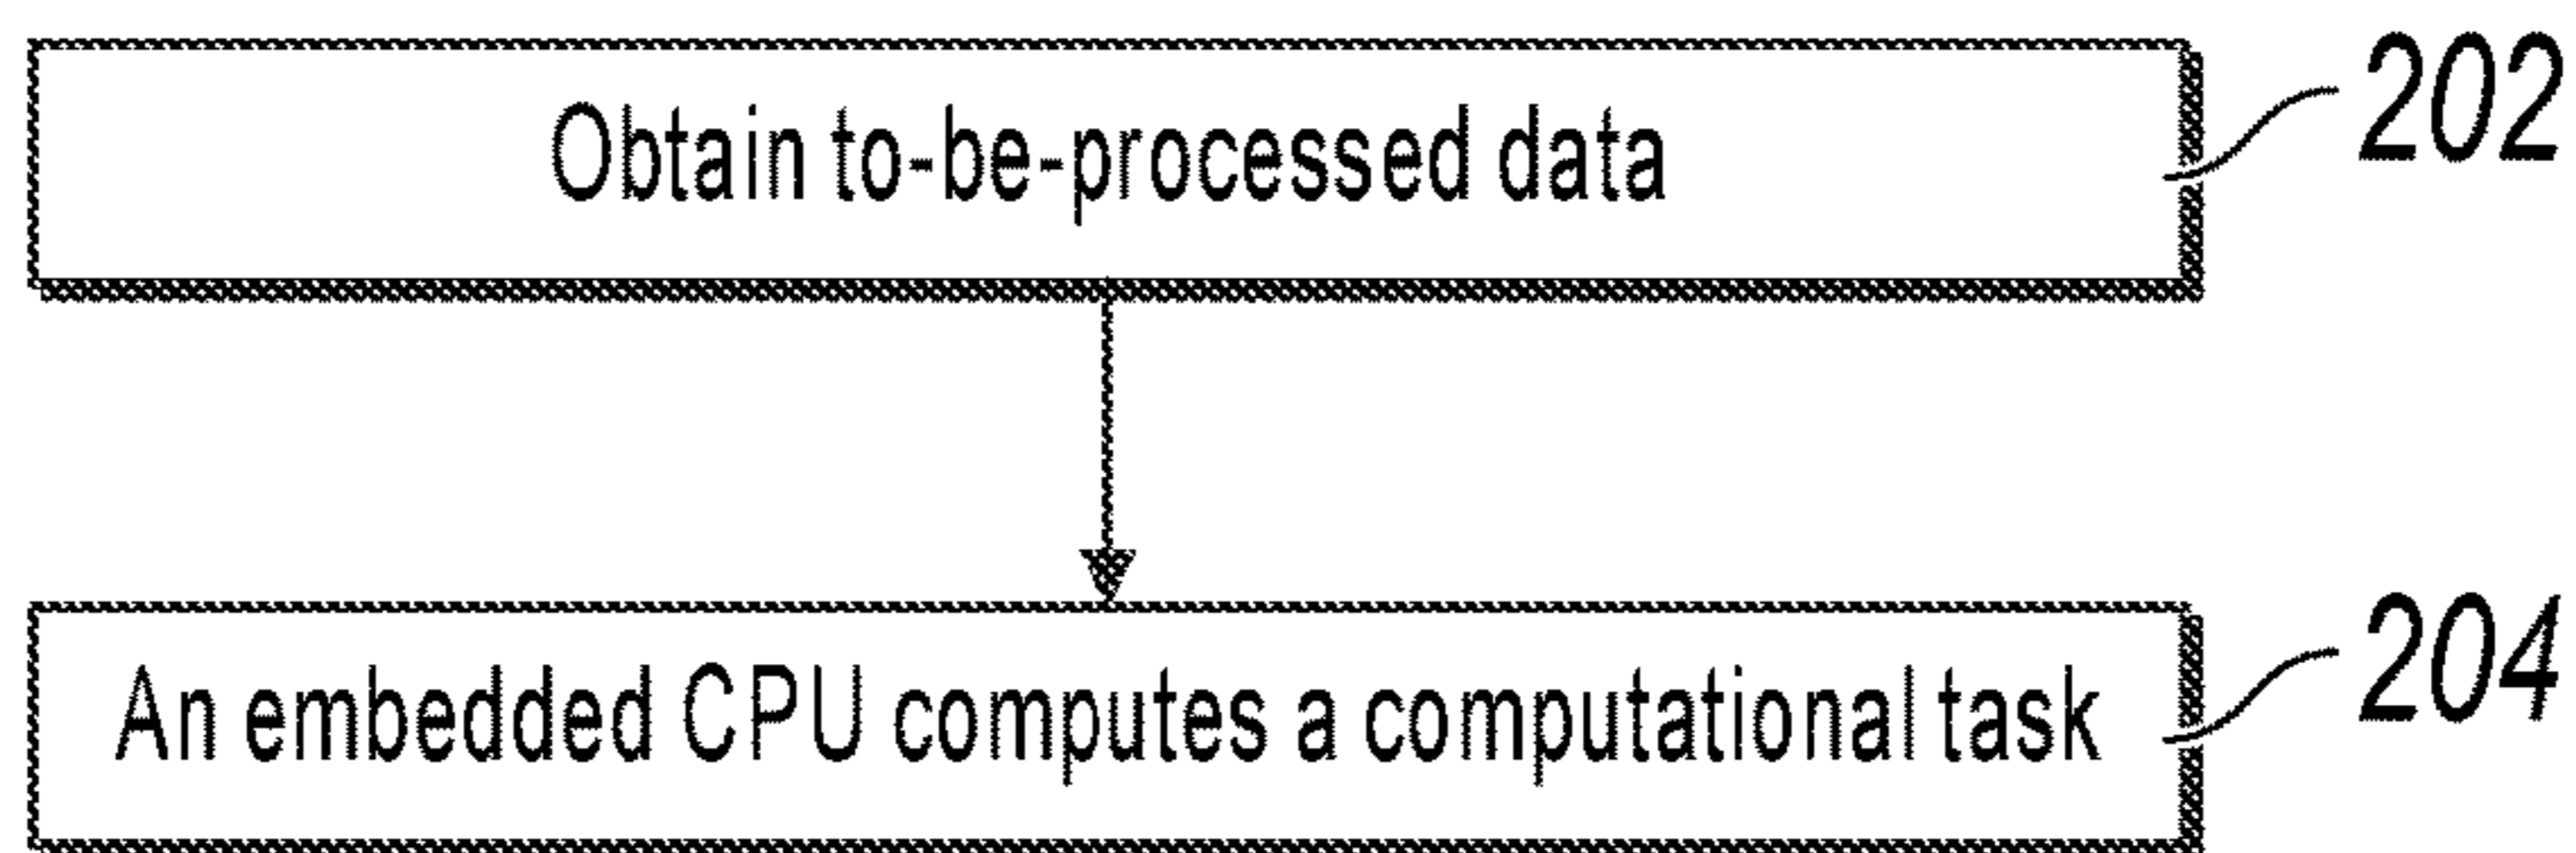 Obtain to-be-processed data
202
An embedded CPU computes a computational task
204